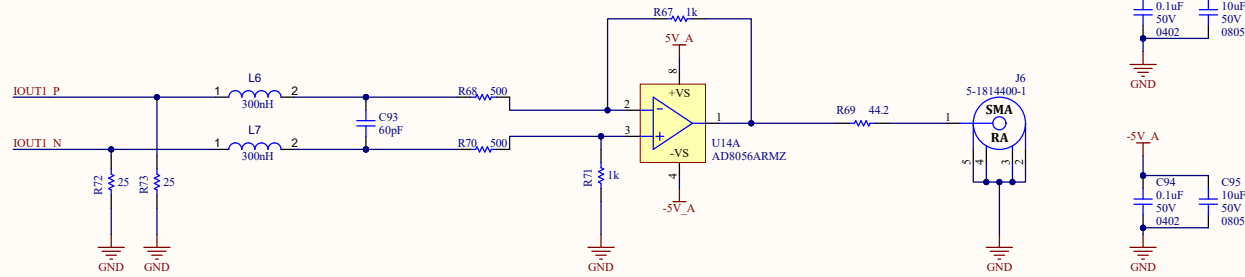 R67 1k
5V_A
0.1uF
50V
0402
10uF
50V
0805
GND
IOUT1_P
1 L6 2
300nH
R68 500
8
+VS
J6
5-1814400-1
SMA
RA
C93
60pF
2
3
1
R69 44.2
1
IOUT1_N
1 L7 2
300nH
R70 500
-VS
U14A
AD8056ARMZ
4
-5V_A
5
4
3
2
R72 25
R73 25
R71 1k
GND
GND
GND
GND
-5V_A
C94
0.1uF
50V
0402
C95
10uF
50V
0805
GND